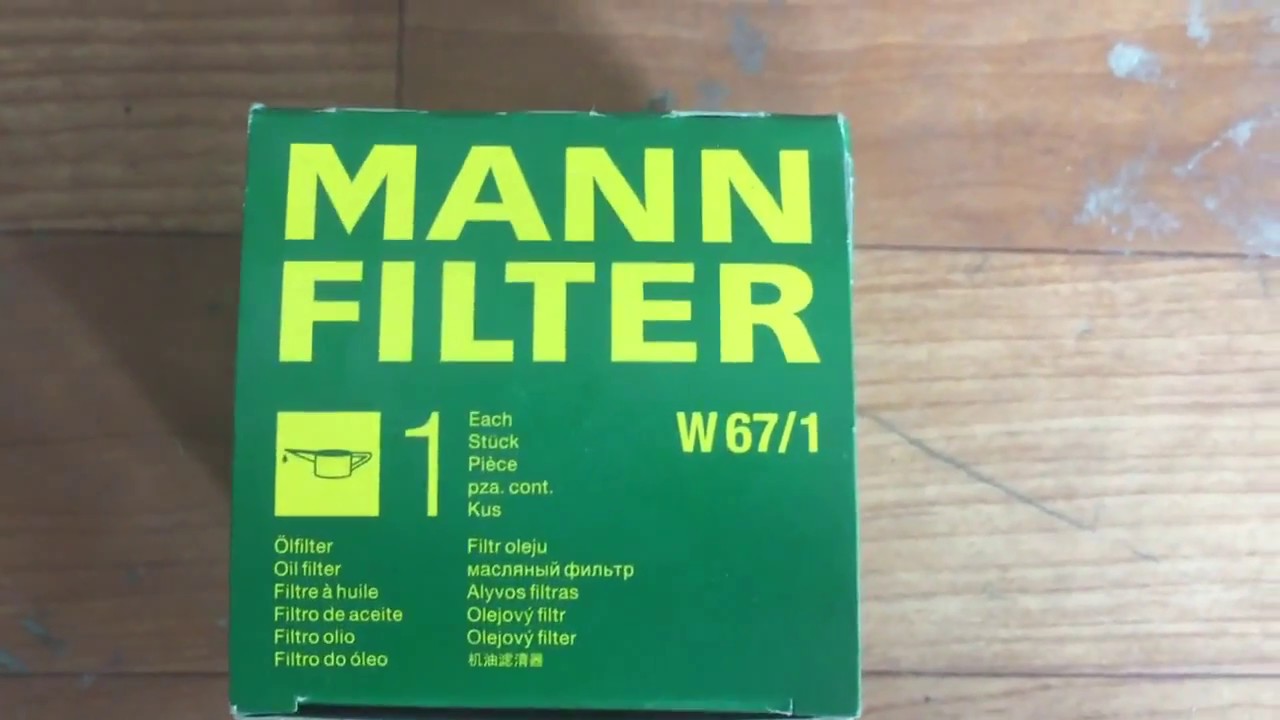 MANN
FILTER
1
Each
Stück
Pièce
pza. cont.
Kus
W 67/1
Ölfilter
Oil filter
Filtre à huile
Filtro de aceite
Filtro olio
Filtro do óleo
Filtr oleju
масляный фильтр
Alyvos filtras
Olejový filtr
Olejový filter
机油滤清器